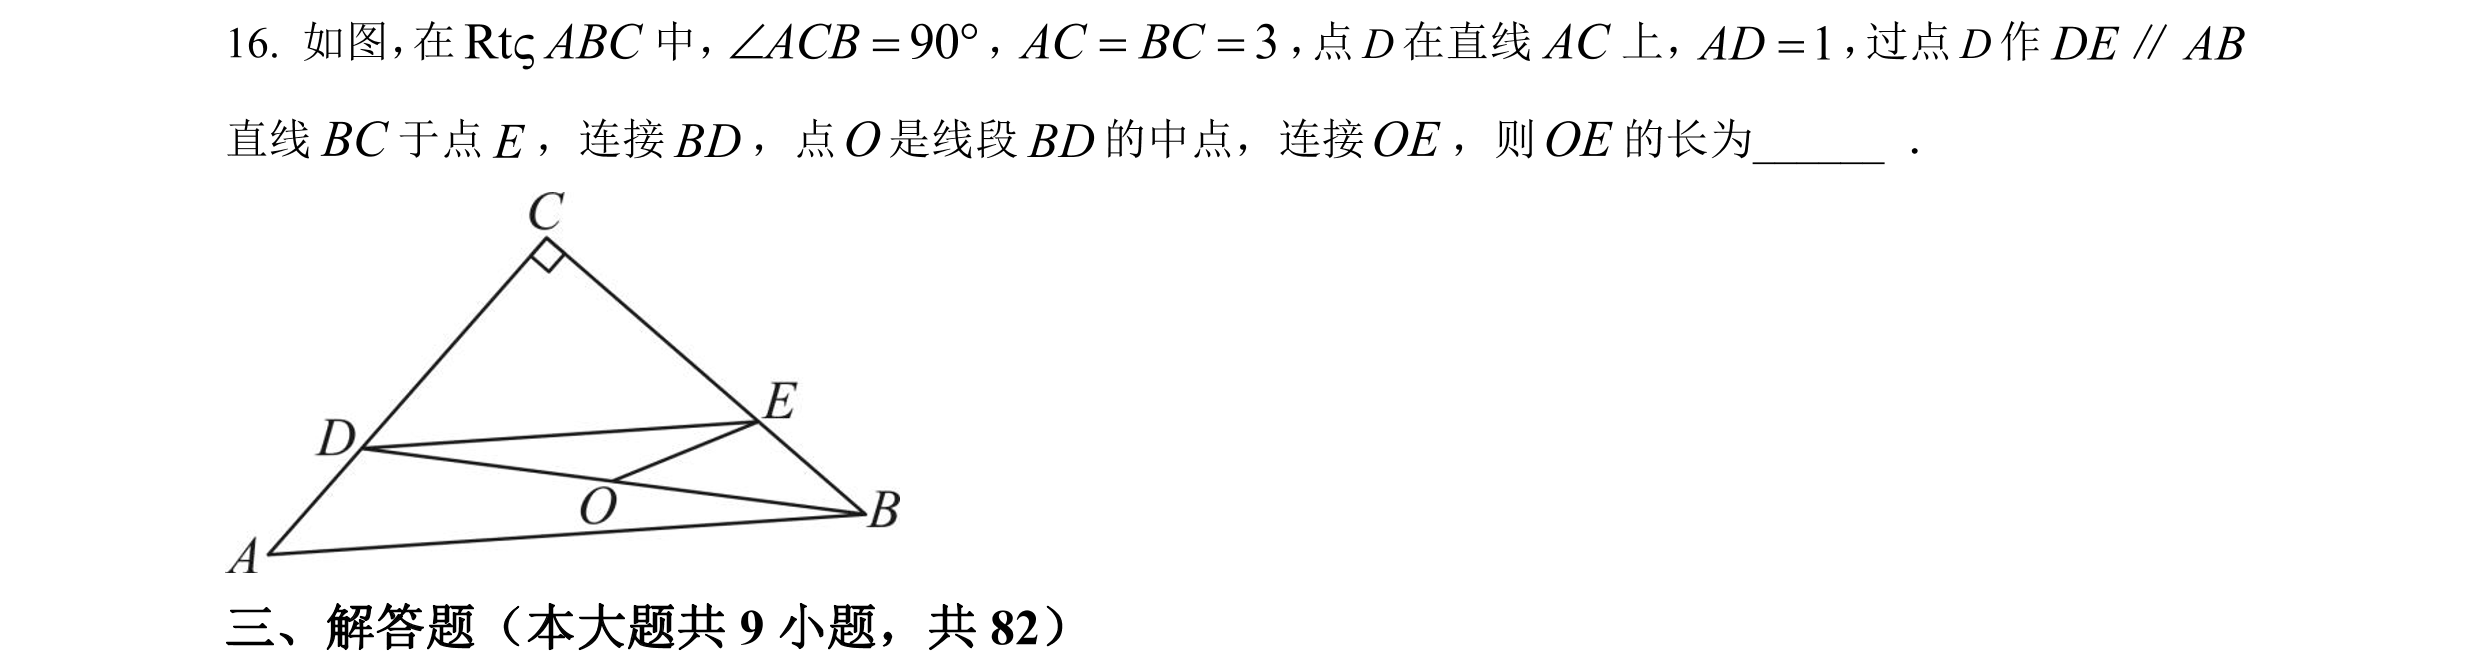 16. 如图，在 Rtς ABC 中，∠ACB = 90°，AC = BC = 3，点 D 在直线 AC 上，AD = 1，过点 D 作 DE // AB
直线 BC 于点 E，连接 BD，点 O 是线段 BD 的中点，连接 OE，则 OE 的长为______．
C
E
D
O
B
A
三、解答题（本大题共 9 小题，共 82）